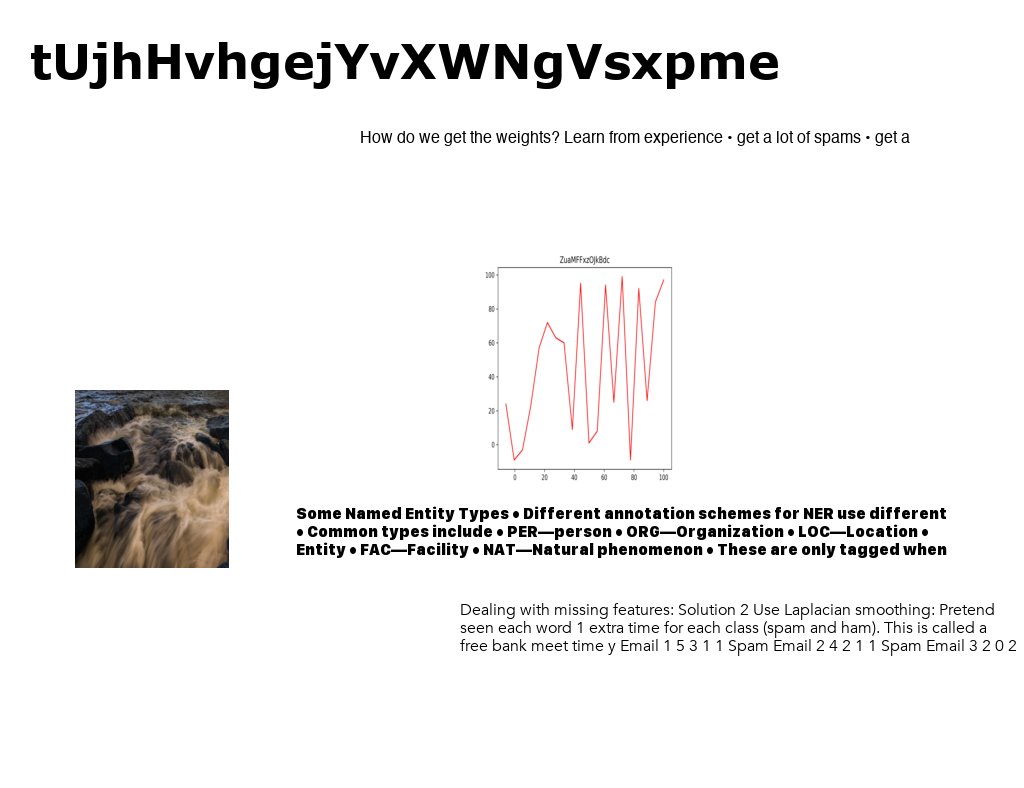 tUjhHvhgejYvXWNgVsxpme
How do we get the weights? Learn from experience • get a lot of spams • get a
ZuaMFFxzOJkBdc
100
80
60
40
20
0
0 20 40 60 80 100
Some Named Entity Types • Different annotation schemes for NER use different
• Common types include • PER—person • ORG—Organization • LOC—Location •
Entity • FAC—Facility • NAT—Natural phenomenon • These are only tagged when
Dealing with missing features: Solution 2 Use Laplacian smoothing: Pretend
seen each word 1 extra time for each class (spam and ham). This is called a
free bank meet time y Email 1 5 3 1 1 Spam Email 2 4 2 1 1 Spam Email 3 2 0 2